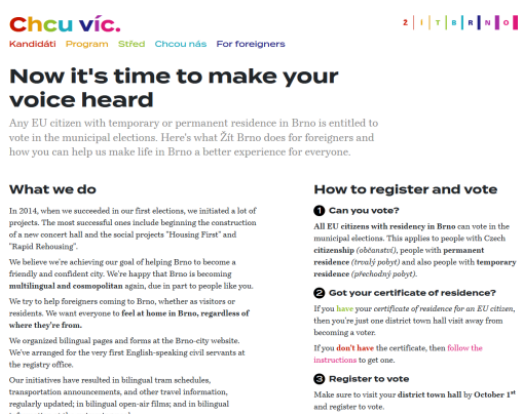 Chcu víc.
ŽIT BRNO
Kandidáti Program Střed Chcou nás For foreigners
Now it's time to make your
voice heard
Any EU citizen with temporary or permanent residence in Brno is entitled to
vote in the municipal elections. Here's what Žít Brno does for foreigners and
how you can help us make life in Brno a better experience for everyone.
What we do
In 2014, when we succeeded in our first elections, we initiated a lot of
projects. The most successful ones include beginning the construction
of a new concert hall and the social projects "Housing First" and
"Rapid Rehousing".
We believe we're achieving our goal of helping Brno to become a
friendly and confident city. We're happy that Brno is becoming
multilingual and cosmopolitan again, due in part to people like you.
We try to help foreigners coming to Brno, whether as visitors or
residents. We want everyone to feel at home in Brno, regardless of
where they're from.
We organized bilingual pages and forms at the Brno-city website.
We've arranged for the very first English-speaking civil servants at
the registry office.
Our initiatives have resulted in bilingual tram schedules,
transportation announcements, and other travel information,
regularly updated; in bilingual open-air films; and in bilingual
How to register and vote
1 Can you vote?
All EU citizens with residency in Brno can vote in the
municipal elections. This applies to people with Czech
citizenship (občanství), people with permanent
residence (trvalý pobyt) and also people with temporary
residence (přechodný pobyt).
2 Got your certificate of residence?
If you have your certificate of residence for an EU citizen,
then you're just one district town hall visit away from
becoming a voter.
If you don't have the certificate, then follow the
instructions to get one.
3 Register to vote
Make sure to visit your district town hall by October 1st
and register to vote.